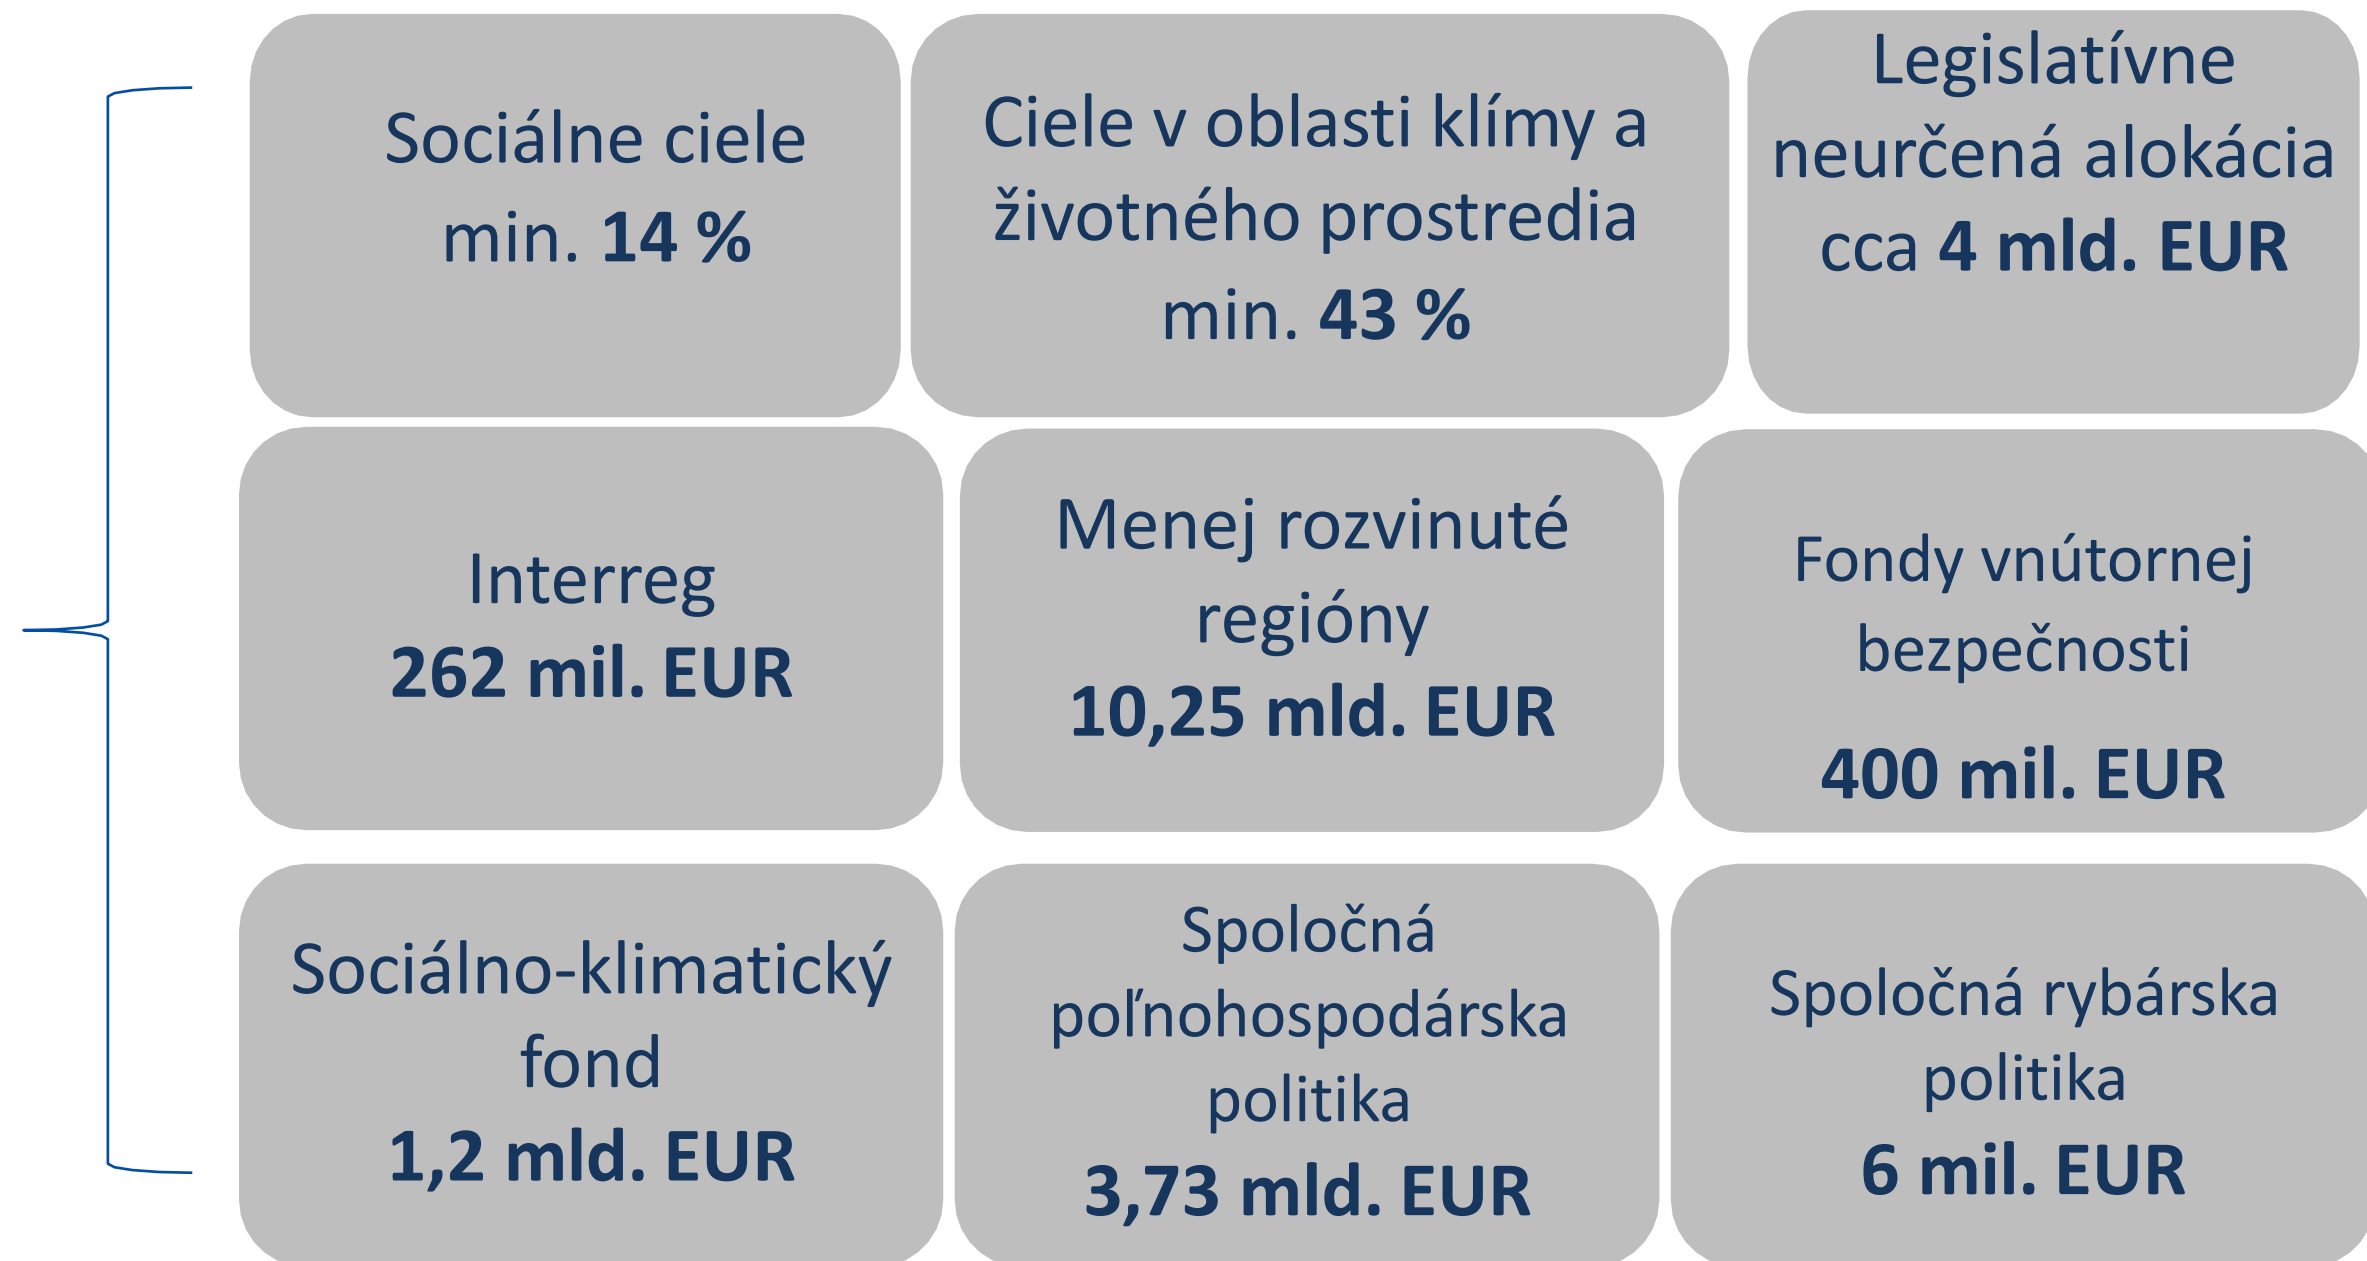 Sociálne ciele
min. 14 %
Ciele v oblasti klímy a
životného prostredia
min. 43 %
Legislatívne
neurčená alokácia
cca 4 mld. EUR
Interreg
262 mil. EUR
Menej rozvinuté
regióny
10,25 mld. EUR
Fondy vnútornej
bezpečnosti
400 mil. EUR
Sociálno-klimatický
fond
1,2 mld. EUR
Spoločná
poľnohospodárska
politika
3,73 mld. EUR
Spoločná rybárska
politika
6 mil. EUR